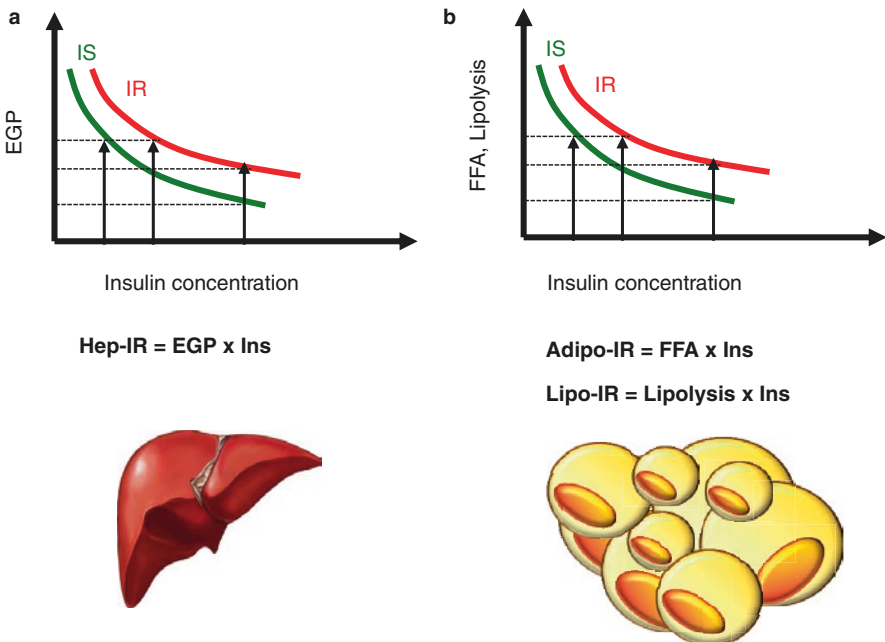 a
IS
IR
EGP
Insulin concentration
Hep-IR = EGP x Ins
b
IS
IR
FFA, Lipolysis
Insulin concentration
Adipo-IR = FFA x Ins
Lipo-IR = Lipolysis x Ins